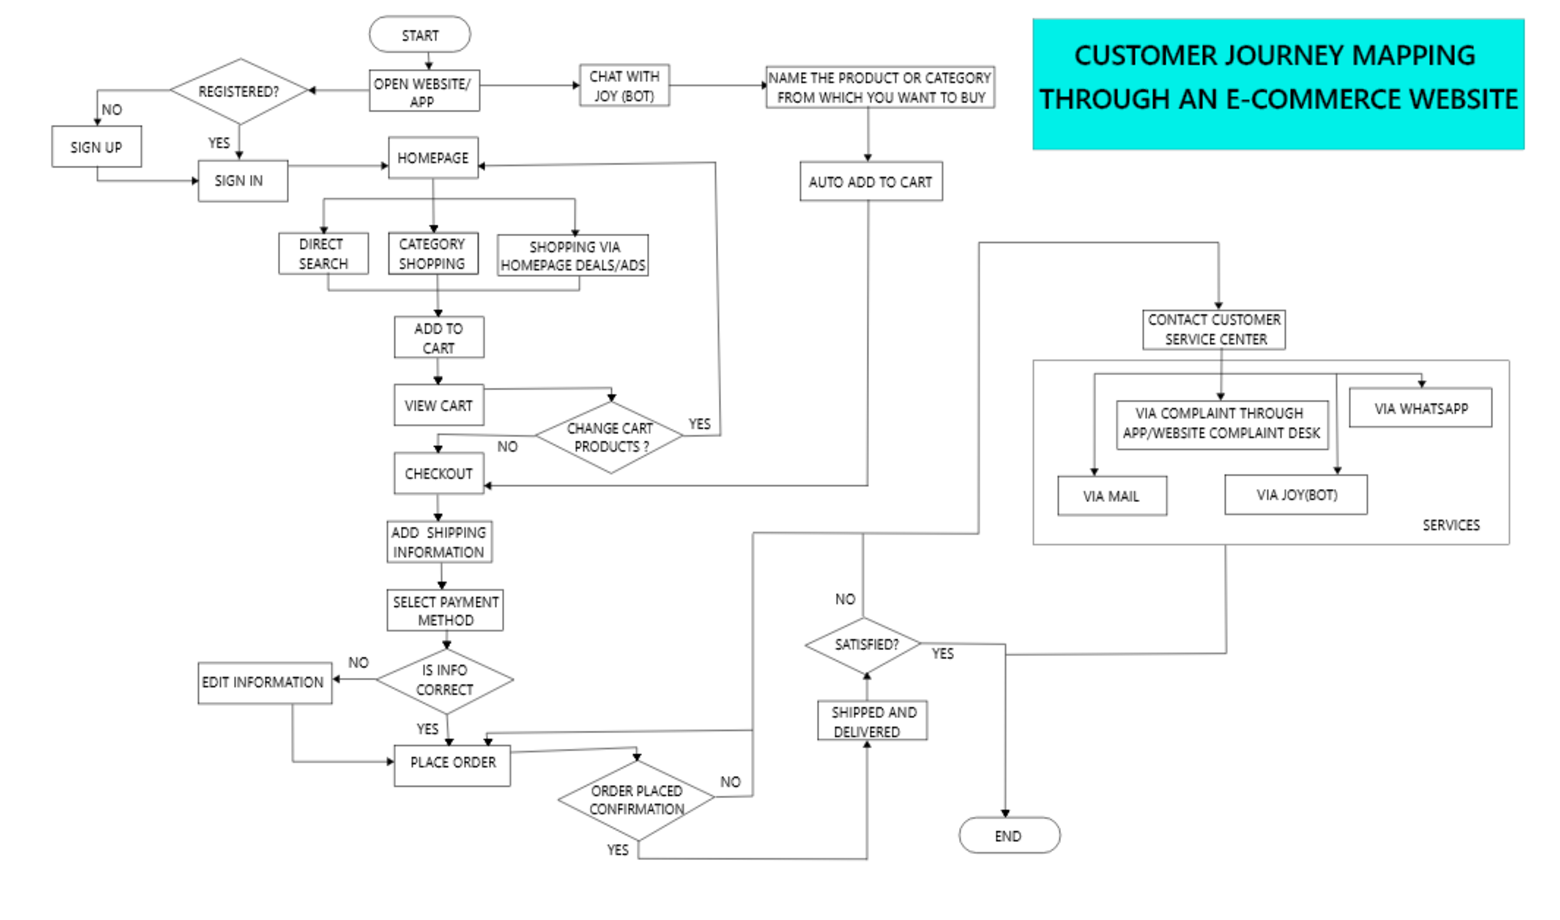 CUSTOMER JOURNEY MAPPING
THROUGH AN E-COMMERCE WEBSITE
START
OPEN WEBSITE/
APP
REGISTERED?
NO
SIGN UP
YES
SIGN IN
CHAT WITH
JOY (BOT)
NAME THE PRODUCT OR CATEGORY
FROM WHICH YOU WANT TO BUY
AUTO ADD TO CART
HOMEPAGE
DIRECT
SEARCH
CATEGORY
SHOPPING
SHOPPING VIA
HOMEPAGE DEALS/ADS
ADD TO
CART
VIEW CART
CHANGE CART
PRODUCTS ?
YES
NO
CHECKOUT
ADD SHIPPING
INFORMATION
SELECT PAYMENT
METHOD
IS INFO
CORRECT
NO
EDIT INFORMATION
YES
PLACE ORDER
ORDER PLACED
CONFIRMATION
NO
YES
SHIPPED AND
DELIVERED
SATISFIED?
NO
YES
CONTACT CUSTOMER
SERVICE CENTER
VIA COMPLAINT THROUGH
APP/WEBSITE COMPLAINT DESK
VIA WHATSAPP
VIA MAIL
VIA JOY(BOT)
SERVICES
END